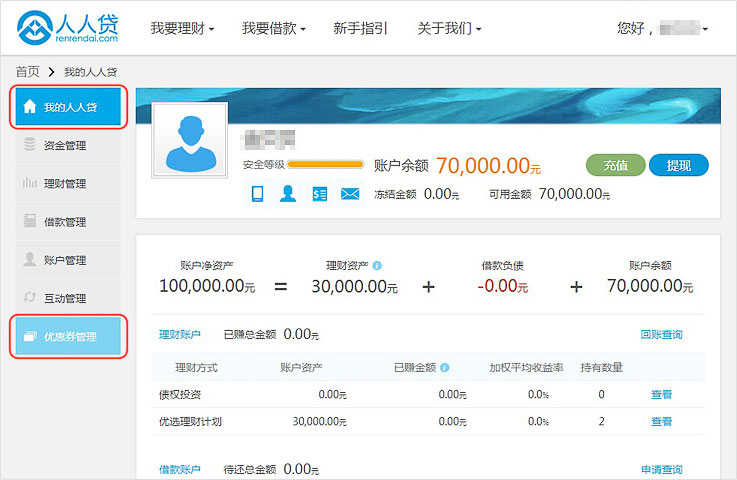 人人贷 我要理财 我要借款 新手指引 关于我们 您好，
renrendai.com
首页 > 我的人人贷
我的人人贷
资金管理
理财管理
借款管理
账户管理
互动管理
优惠券管理
安全等级 账户余额 70,000.00元 充值 提现
冻结金额 0.00元 可用金额 70,000.00元
账户净资产 理财资产 借款负债 账户余额
100,000.00元 = 30,000.00元 + -0.00元 + 70,000.00元
理财账户 已赚总金额 0.00元 回账查询
理财方式 账户资产 已赚金额 加权平均收益率 持有数量
债权投资 0.00元 0.00元 0.0% 0 查看
优选理财计划 30,000.00元 0.00元 0.0% 2 查看
借款账户 待还总金额 0.00元 申请查询